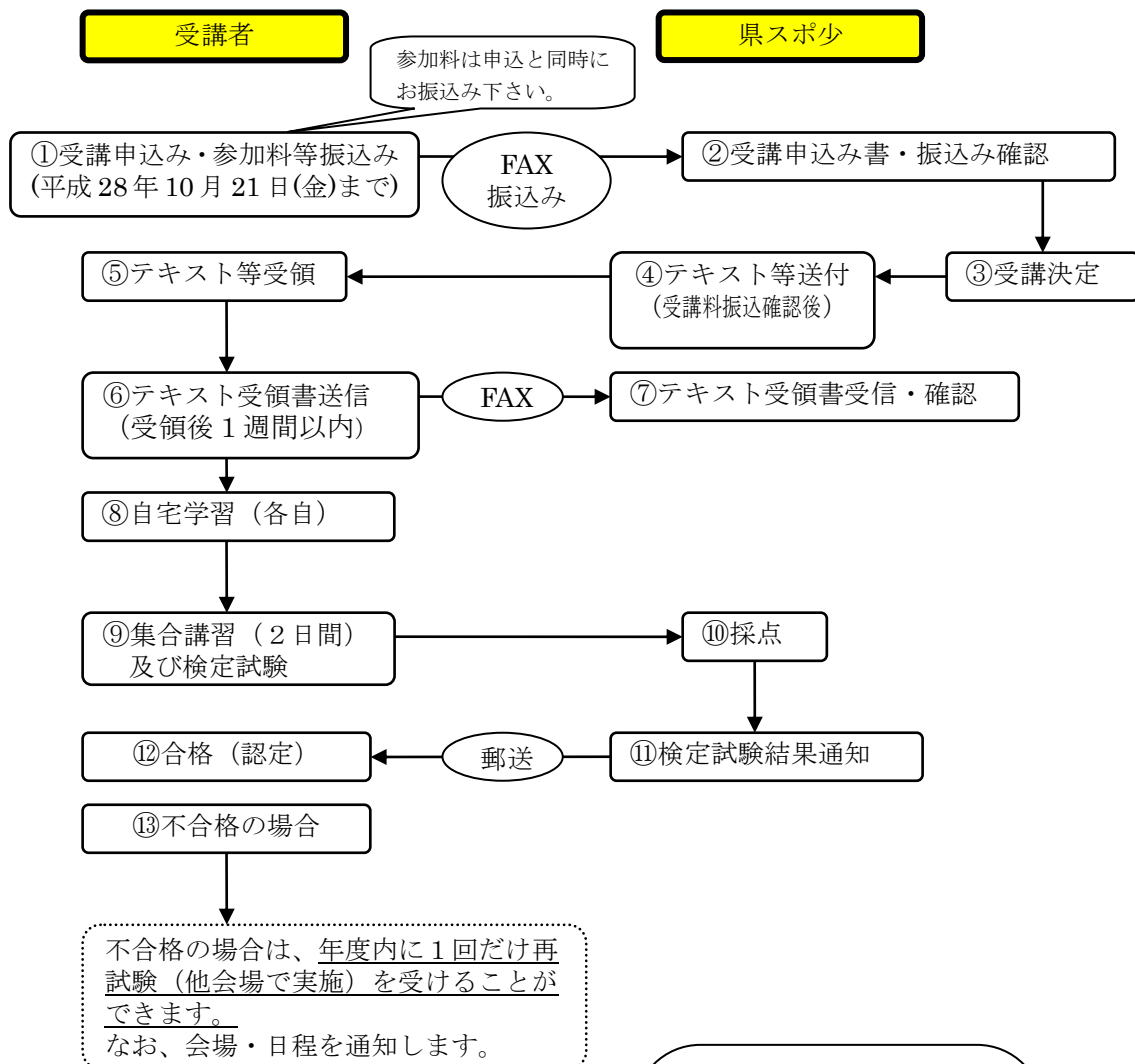 受講者
県スポ少
参加料は申込と同時に
お振込み下さい。
①受講申込み・参加料等振込み
(平成 28 年 10 月 21 日(金)まで)
FAX
振込み
②受講申込み書・振込み確認
③受講決定
④テキスト等送付
（受講料振込確認後）
⑤テキスト等受領
⑥テキスト受領書送信
（受領後１週間以内）
FAX
⑦テキスト受領書受信・確認
⑧自宅学習（各自）
⑨集合講習（２日間）
及び検定試験
⑩採点
⑪検定試験結果通知
郵送
⑫合格（認定）
⑬不合格の場合
不合格の場合は、年度内に１回だけ再
試験（他会場で実施）を受けることが
できます。
なお、会場・日程を通知します。